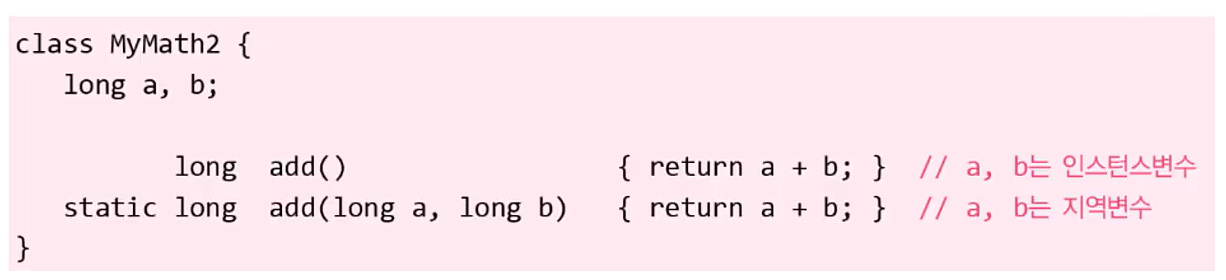 class MyMath2 {
long a, b;
long add() { return a + b; } // a, b는 인스턴스변수
static long add(long a, long b) { return a + b; } // a, b는 지역변수
}